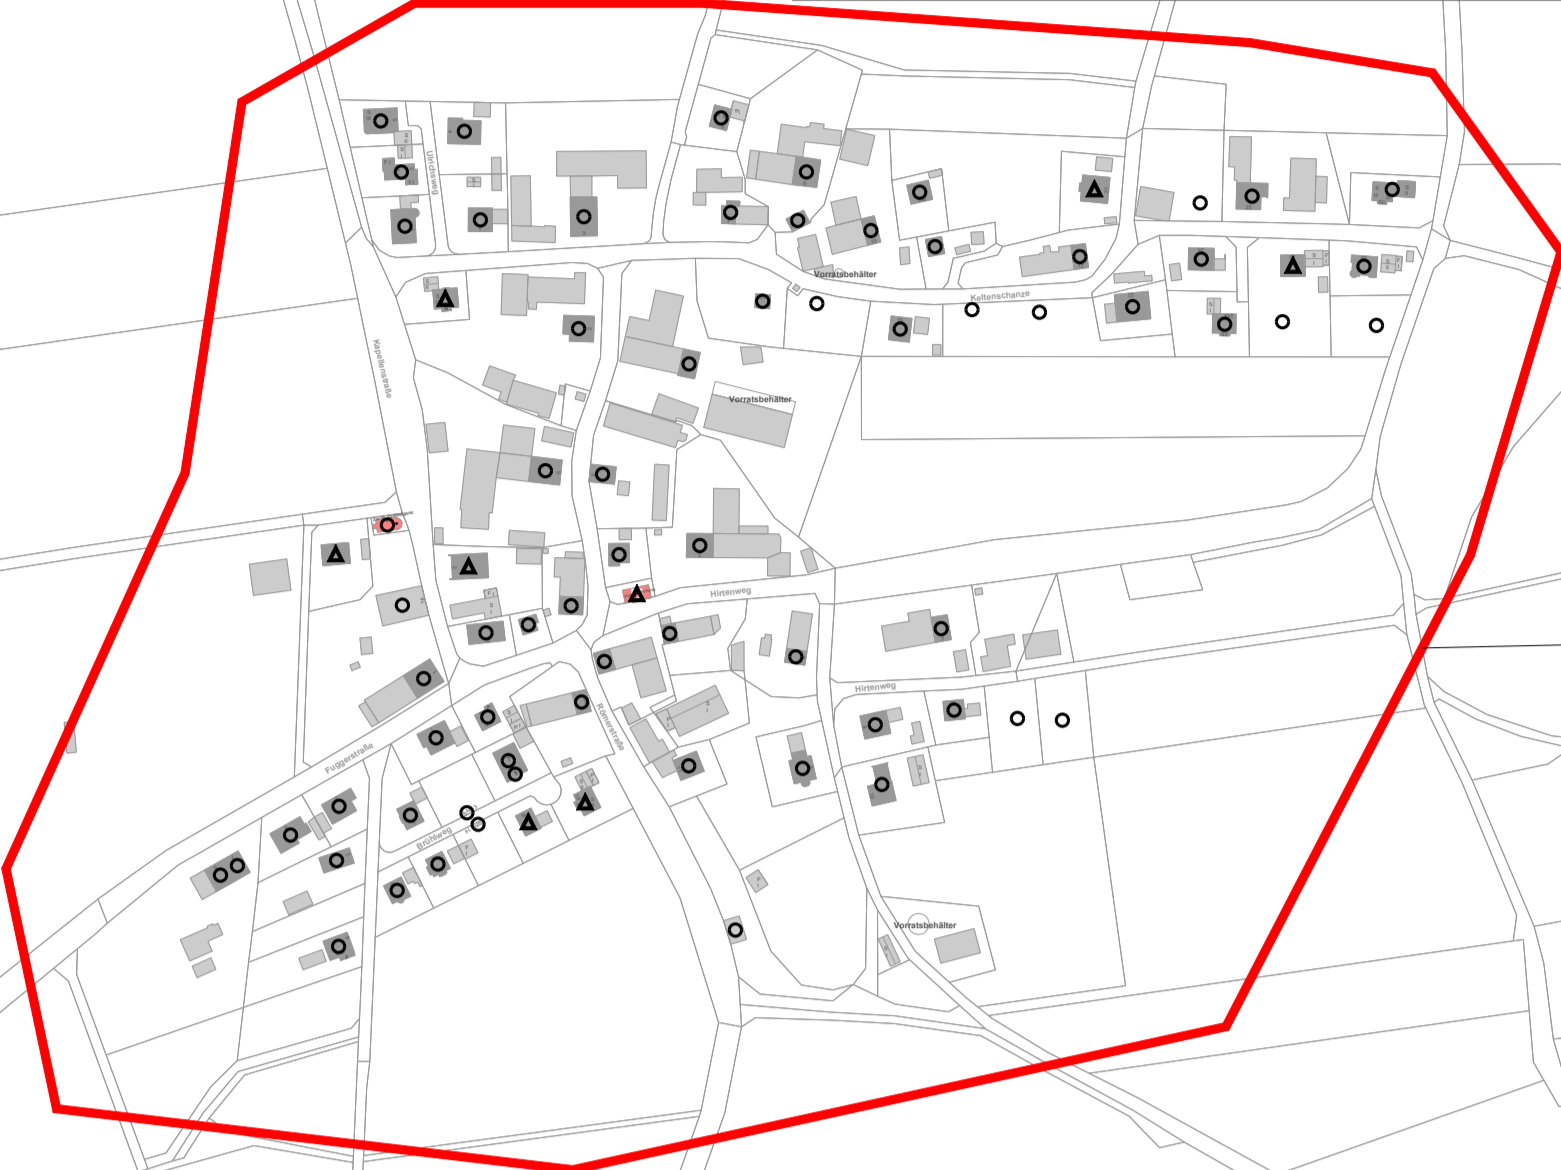 Ulrichsweg
Vorratsbehälter
Keltenschanze
Kapellenstraße
Vorratsbehälter
Hirtenweg
Hirtenweg
Römerstraße
Fuggerstraße
Brühlweg
Vorratsbehälter